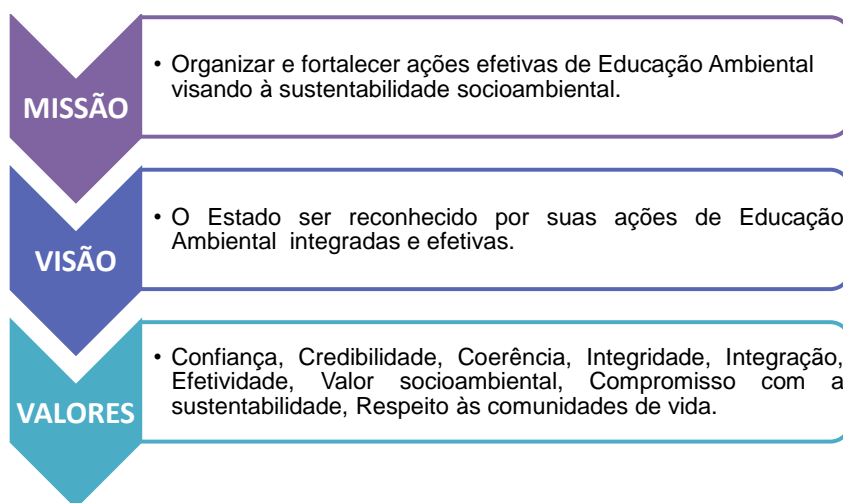 MISSÃO
• Organizar e fortalecer ações efetivas de Educação Ambiental
visando à sustentabilidade socioambiental.
VISÃO
• O Estado ser reconhecido por suas ações de Educação
Ambiental integradas e efetivas.
VALORES
• Confiança, Credibilidade, Coerência, Integridade, Integração,
Efetividade, Valor socioambiental, Compromisso com a
sustentabilidade, Respeito às comunidades de vida.